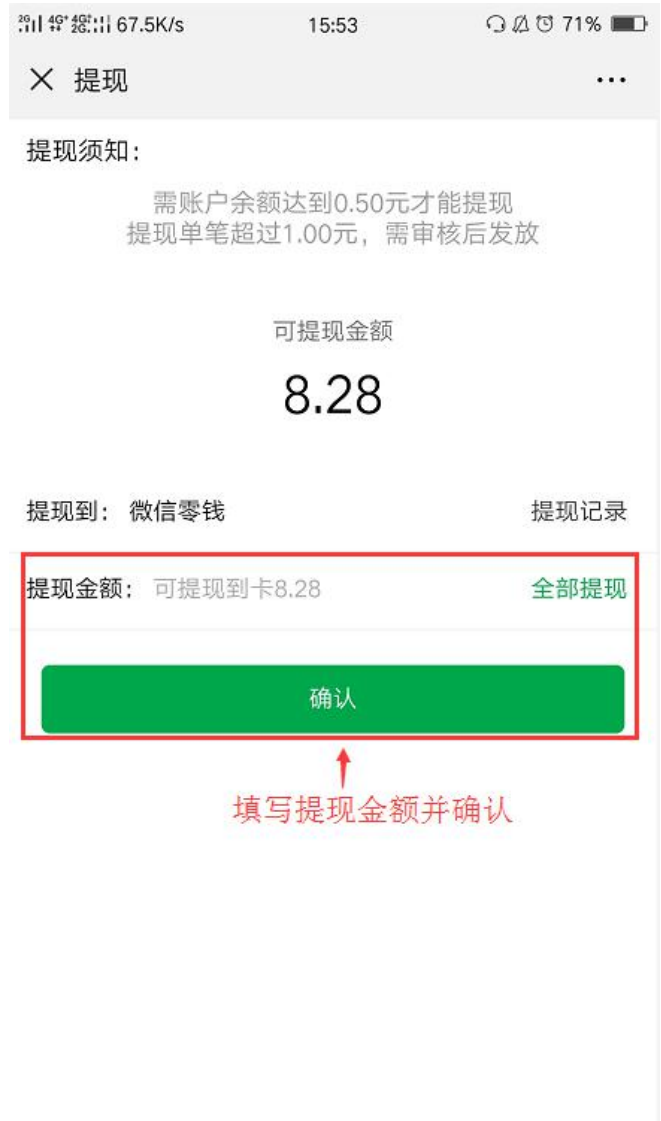 67.5K/s 15:53 71%
提现 ...
提现须知：
需账户余额达到0.50元才能提现
提现单笔超过1.00元，需审核后发放
可提现金额
8.28
提现到： 微信零钱 提现记录
提现金额： 可提现到卡8.28 全部提现
确认
填写提现金额并确认